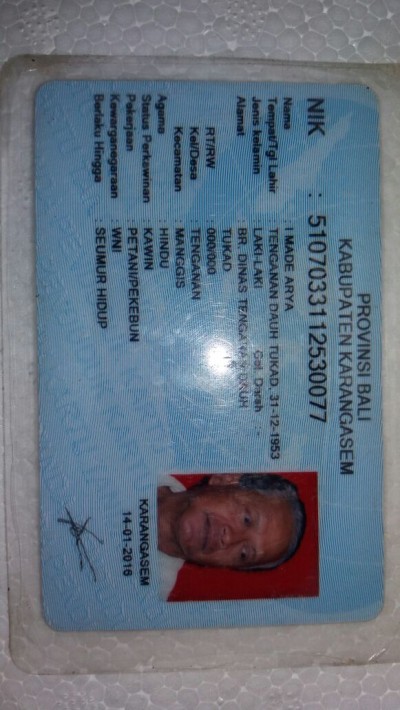 PROVINSI BALI
KABUPATEN KARANGASEM
NIK : 5107033112530077
Nama : I MADE ARYA
Tempat/Tgl Lahir : TENGANAN DAUH TUKAD, 31-12-1953
Jenis kelamin : LAKI-LAKI Gol. Darah : -
Alamat : BR. DINAS TENGANAN DAUH
TUKAD
RT/RW : 000/000
Kel/Desa : TENGANAN
Kecamatan : MANGGIS
Agama : HINDU
Status Perkawinan : KAWIN
Pekerjaan : PETANI/PEKEBUN
Kewarganegaraan : WNI
Berlaku Hingga : SEUMUR HIDUP
KARANGASEM
14-01-2016